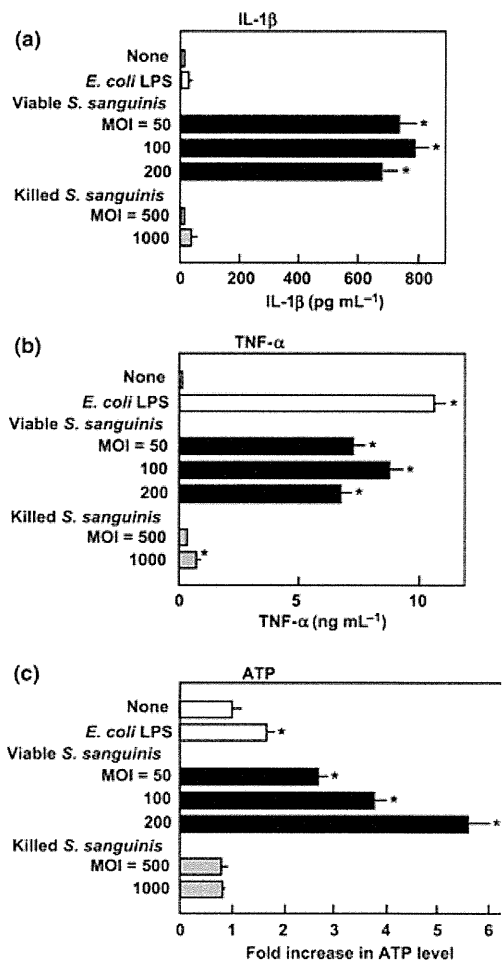 (a)
IL-1β
None
E. coli LPS
Viable S. sanguinis
MOI = 50 *
100 *
200 *
Killed S. sanguinis
MOI = 500
1000
0 200 400 600 800
IL-1β (pg mL⁻¹)
(b)
TNF-α
None
E. coli LPS *
Viable S. sanguinis
MOI = 50 *
100 *
200 *
Killed S. sanguinis
MOI = 500
1000 *
0 5 10
TNF-α (ng mL⁻¹)
(c)
ATP
None
E. coli LPS *
Viable S. sanguinis
MOI = 50 *
100 *
200 *
Killed S. sanguinis
MOI = 500
1000
0 1 2 3 4 5 6
Fold increase in ATP level